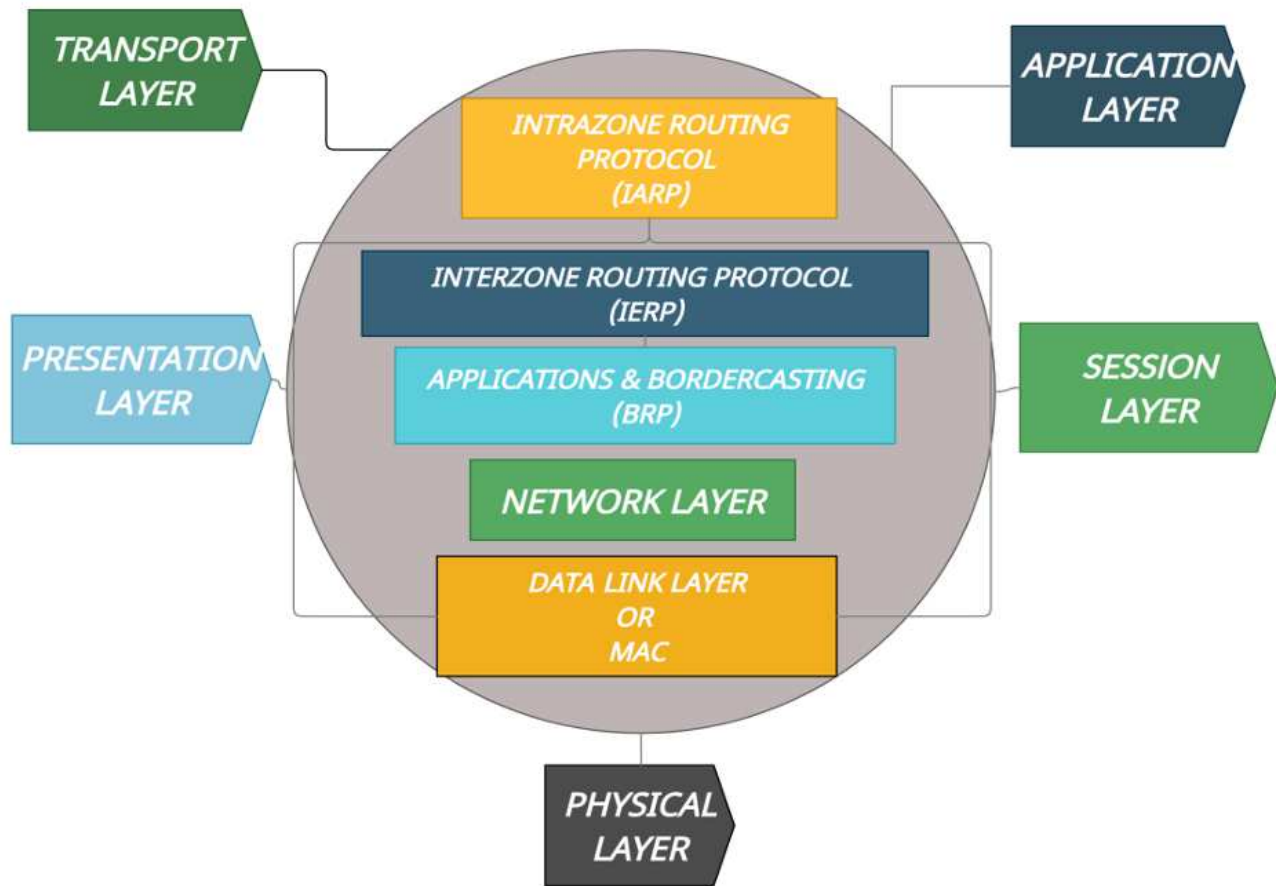 TRANSPORT
LAYER
APPLICATION
LAYER
INTRAZONE ROUTING
PROTOCOL
(IARP)
INTERZONE ROUTING PROTOCOL
(IERP)
PRESENTATION
LAYER
APPLICATIONS & BORDERCASTING
(BRP)
SESSION
LAYER
NETWORK LAYER
DATA LINK LAYER
OR
MAC
PHYSICAL
LAYER